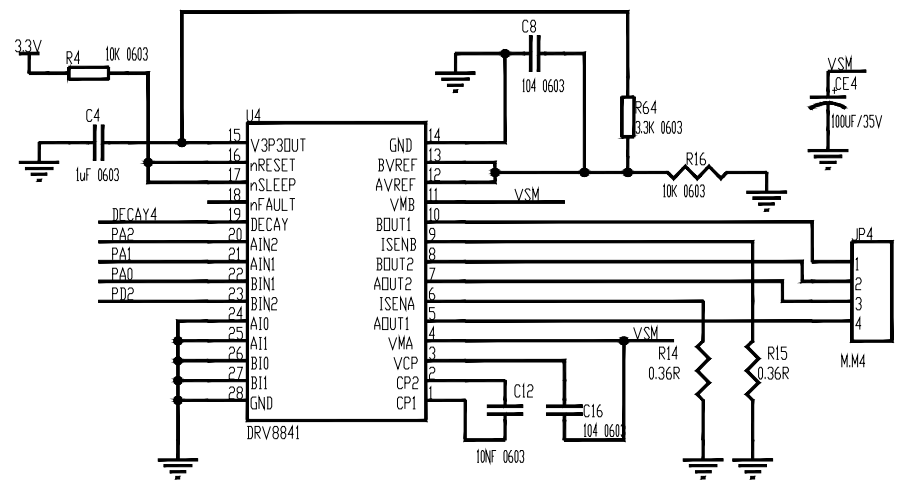 C8
3.3V
R4
10K 0603
104 0603
VSM
CE4
+
100UF/35V
C4
1uF 0603
R64
3.3K 0603
U4
15 V3P3OUT GND 14
16 nRESET BVREF 13
17 nSLEEP AVREF 12
18 nFAULT VMB 11 VSM
DECAY4 19 DECAY BOUT1 10
PA2 20 AIN2 ISENB 9
PA1 21 AIN1 BOUT2 8
PA0 22 BIN1 AOUT2 7
PD2 23 BIN2 ISENA 6
24 AI0 AOUT1 5
25 AI1 VMA 4 VSM
26 BI0 VCP 3
27 BI1 CP2 2
28 GND CP1 1
DRV8841
R16
10K 0603
JP4
1
2
3
4
M.M4
R14
0.36R
R15
0.36R
C12
10NF 0603
C16
104 0603